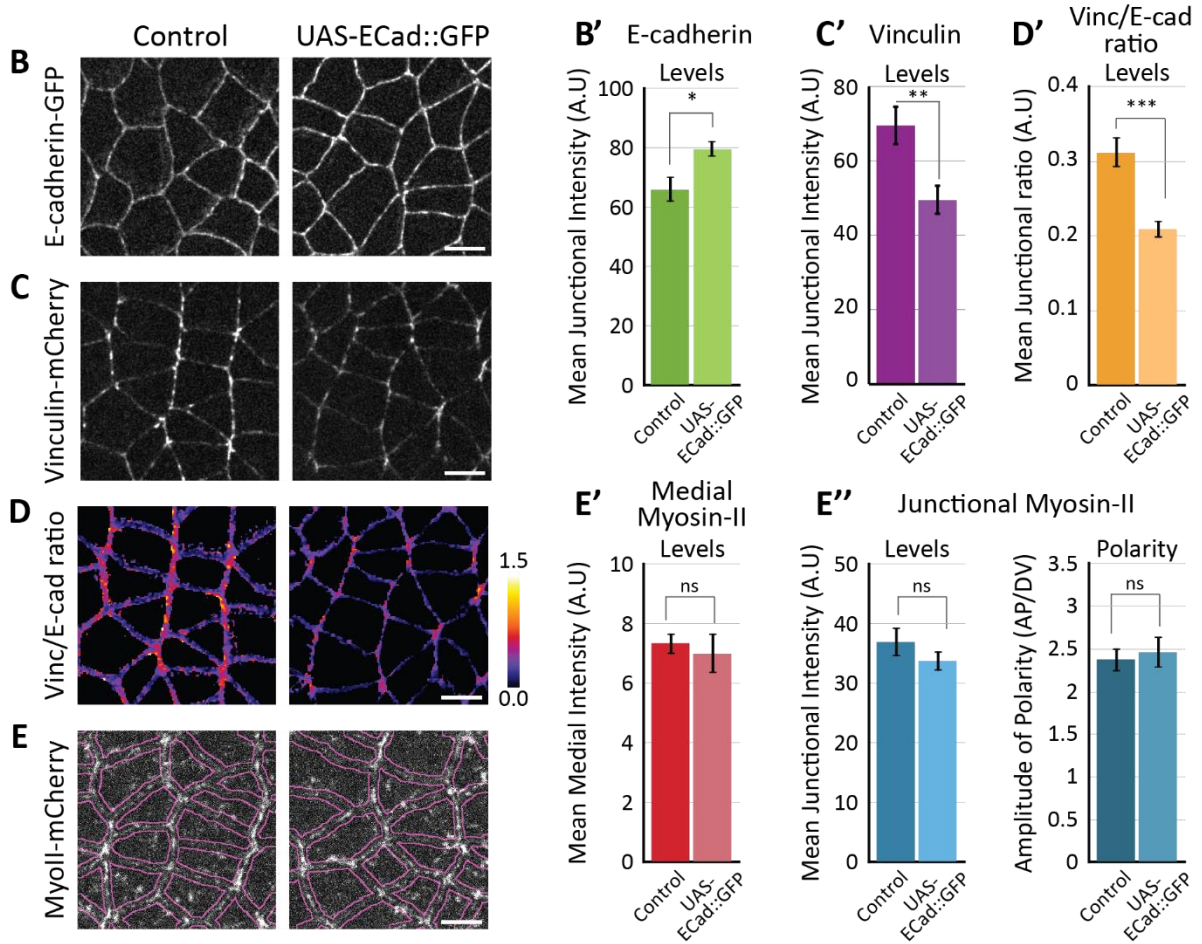 Control
UAS-ECad::GFP
B
E-cadherin-GFP
C
Vinculin-mCherry
D
Vinc/E-cad ratio
1.5
0.0
E
MyoII-mCherry
B'
E-cadherin
Levels
Mean Junctional Intensity (A.U)
100
80
60
40
20
0
*
Control
UAS-
ECad::GFP
C'
Vinculin
Levels
Mean Junctional Intensity (A.U)
80
60
40
20
0
**
Control
UAS-
ECad::GFP
D'
Vinc/E-cad
ratio
Levels
Mean Junctional ratio (A.U)
0.4
0.3
0.2
0.1
0
***
Control
UAS-
ECad::GFP
E'
Medial
Myosin-II
Levels
Mean Medial Intensity (A.U)
10
8
6
4
2
0
ns
Control
UAS-
ECad::GFP
E''
Junctional Myosin-II
Levels
Mean Junctional Intensity (A.U)
50
40
30
20
10
0
ns
Control
UAS-
ECad::GFP
Polarity
Amplitude of Polarity (AP/DV)
3.5
3
2.5
2
1.5
1
0.5
0
ns
Control
UAS-
ECad::GFP